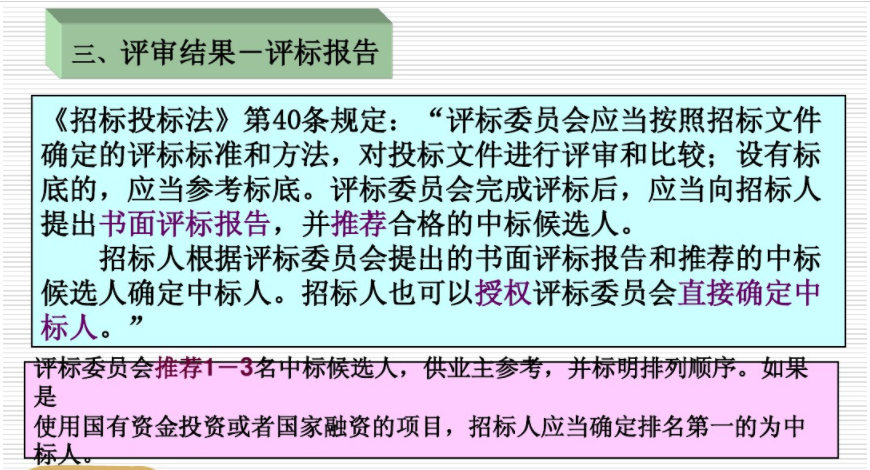 三、评审结果－评标报告
《招标投标法》第40条规定：“评标委员会应当按照招标文件
确定的评标标准和方法，对投标文件进行评审和比较；设有标
底的，应当参考标底。评标委员会完成评标后，应当向招标人
提出书面评标报告，并推荐合格的中标候选人。
招标人根据评标委员会提出的书面评标报告和推荐的中标
候选人确定中标人。招标人也可以授权评标委员会直接确定中
标人。”
评标委员会推荐1－3名中标候选人，供业主参考，并标明排列顺序。如果
是
使用国有资金投资或者国家融资的项目，招标人应当确定排名第一的为中
标人。